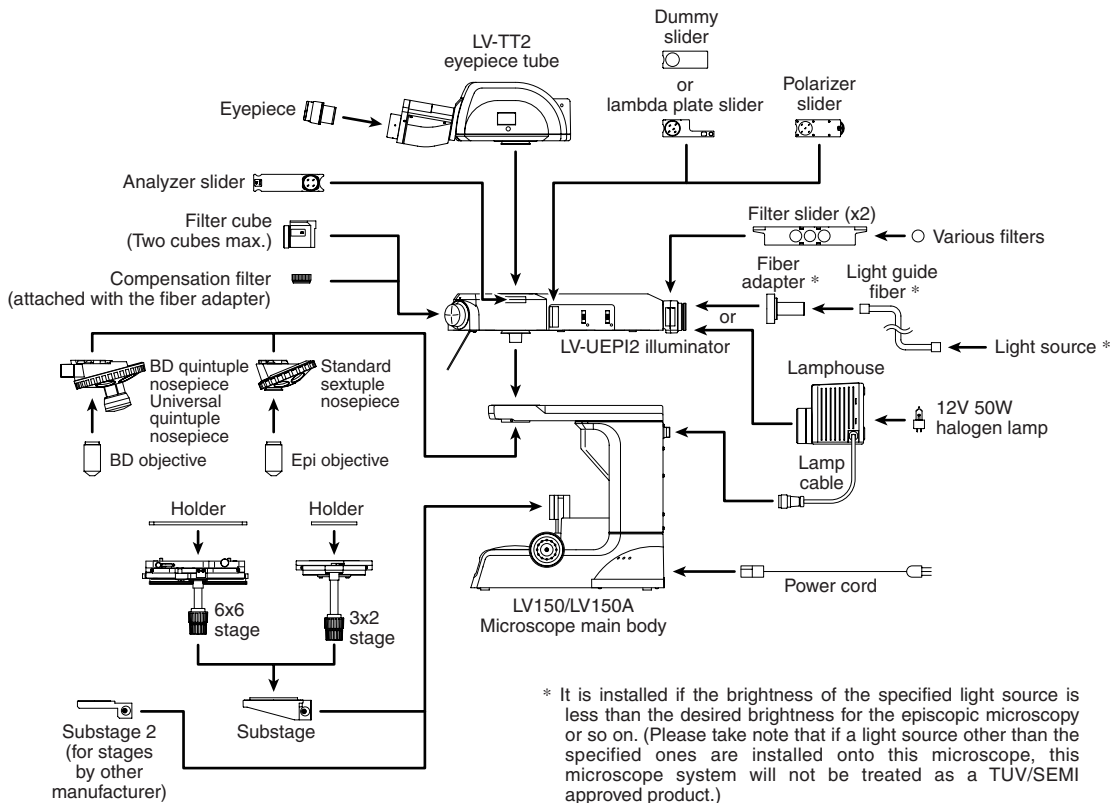 Dummy
slider
or
lambda plate slider
LV-TT2
eyepiece tube
Polarizer
slider
Eyepiece
Analyzer slider
Filter cube
(Two cubes max.)
Filter slider (x2)
Various filters
Compensation filter
(attached with the fiber adapter)
Fiber
adapter *
Light guide
fiber *
or
LV-UEPI2 illuminator
Light source *
BD quintuple
nosepiece
Universal
quintuple
nosepiece
Standard
sextuple
nosepiece
Lamphouse
12V 50W
halogen lamp
BD objective
Epi objective
Lamp
cable
Holder
Holder
Power cord
6x6
stage
3x2
stage
LV150/LV150A
Microscope main body
Substage 2
(for stages
by other
manufacturer)
Substage
* It is installed if the brightness of the specified light source is
less than the desired brightness for the episcopic microscopy
or so on. (Please take note that if a light source other than the
specified ones are installed onto this microscope, this
microscope system will not be treated as a TUV/SEMI
approved product.)